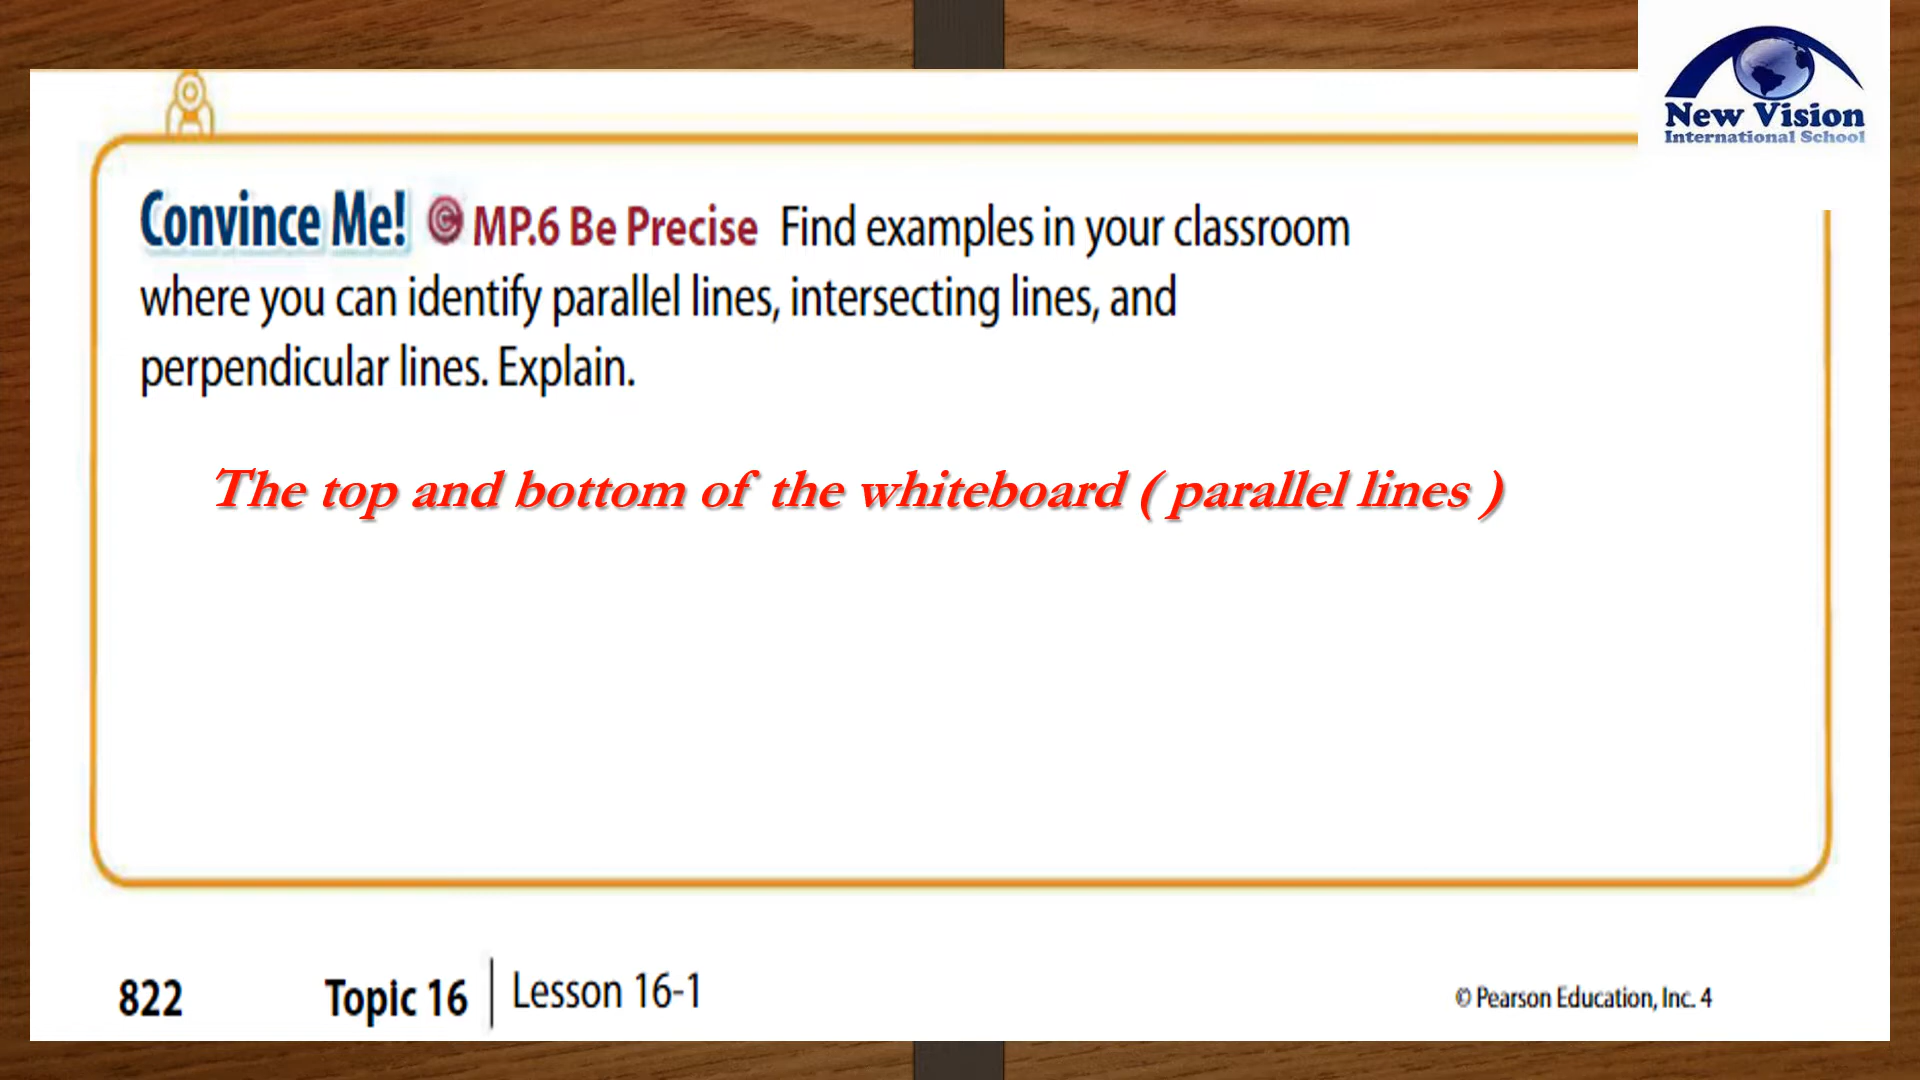 New Vision
International School
Convince Me! © MP.6 Be Precise Find examples in your classroom
where you can identify parallel lines, intersecting lines, and
perpendicular lines. Explain.
The top and bottom of the whiteboard ( parallel lines )
822 Topic 16 | Lesson 16-1
© Pearson Education, Inc. 4